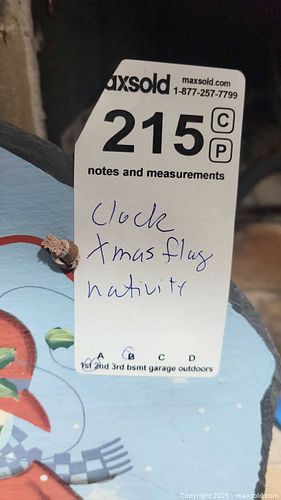 axsold maxsold.com
1-877-257-7799
215 C
P
notes and measurements
Clock
Xmas flag
nativity
A B C D
1st 2nd 3rd bsmt garage outdoors
Copyright 2025 - maxsold.com